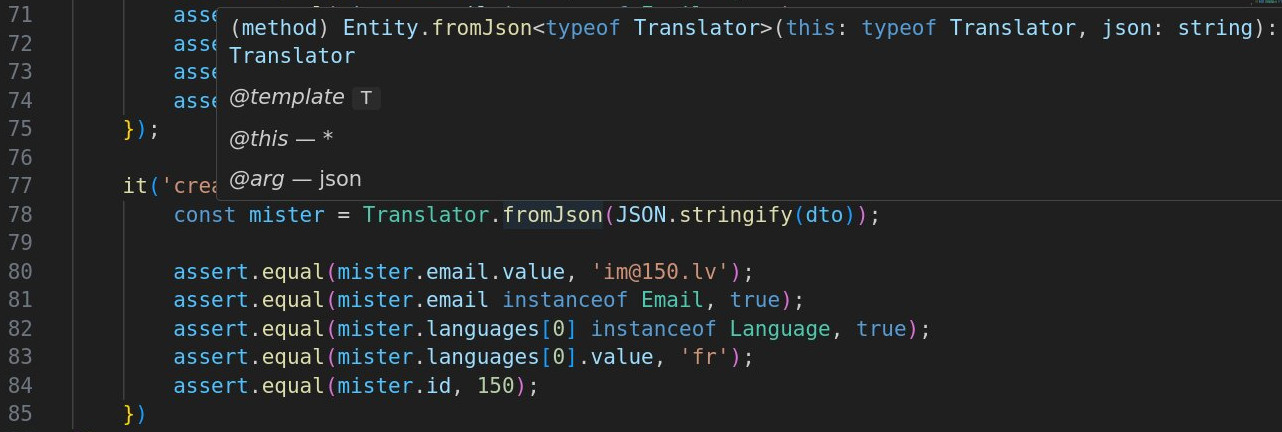 71 asse
(method) Entity.fromJson<typeof Translator>(this: typeof Translator, json: string):
72 asse
Translator
73 asse
@template T
74 asse
75 });
@this — *
76
@arg — json
77 it('crea
78 const mister = Translator.fromJson(JSON.stringify(dto));
79
80 assert.equal(mister.email.value, 'im@150.lv');
81 assert.equal(mister.email instanceof Email, true);
82 assert.equal(mister.languages[0] instanceof Language, true);
83 assert.equal(mister.languages[0].value, 'fr');
84 assert.equal(mister.id, 150);
85 })